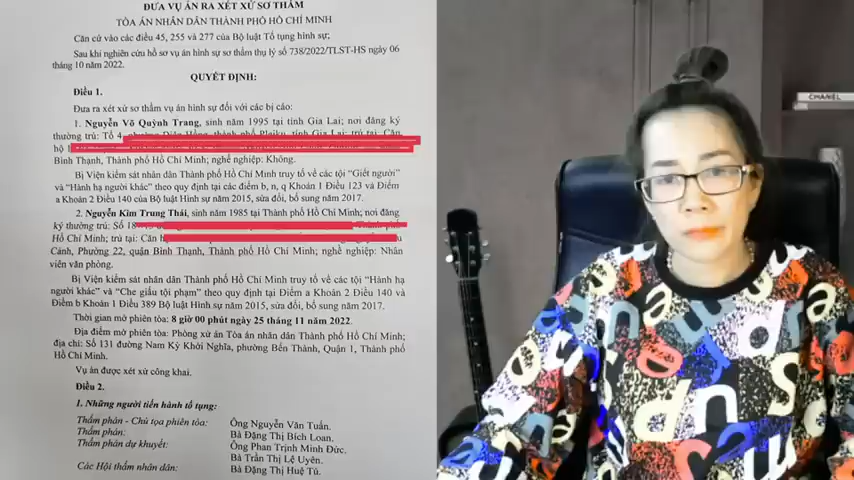 ĐƯA VỤ ÁN RA XÉT XỬ SƠ THẨM
TÒA ÁN NHÂN DÂN THÀNH PHỐ HỒ CHÍ MINH
Căn cứ vào các điều 45, 255 và 277 của Bộ luật Tố tụng hình sự;
Sau khi nghiên cứu hồ sơ vụ án hình sự sơ thẩm thụ lý số 738/2022/TLST-HS ngày 06
tháng 10 năm 2022.
QUYẾT ĐỊNH:
Điều 1.
Đưa ra xét xử sơ thẩm vụ án hình sự đối với các bị cáo:
1. Nguyễn Võ Quỳnh Trang, sinh năm 1995 tại tỉnh Gia Lai; nơi đăng ký
thường trú: Tổ 4, phường Diên Hồng, thành phố Pleiku, tỉnh Gia Lai; trú tại: Căn
hộ
Bình Thạnh, Thành phố Hồ Chí Minh; nghề nghiệp: Không.
Bị Viện kiểm sát nhân dân Thành phố Hồ Chí Minh truy tố về các tội “Giết người”
và “Hành hạ người khác” theo quy định tại các điểm b, n, q Khoản 1 Điều 123 và Điểm
a Khoản 2 Điều 140 của Bộ luật Hình sự năm 2015, sửa đổi, bổ sung năm 2017.
2. Nguyễn Kim Trung Thái, sinh năm 1985 tại Thành phố Hồ Chí Minh; nơi đăng
ký thường trú: Số Thành phố
Hồ Chí Minh; trú tại: Căn
Cảnh, Phường 22, quận Bình Thạnh, Thành phố Hồ Chí Minh; nghề nghiệp: Nhân
viên văn phòng.
Bị Viện kiểm sát nhân dân Thành phố Hồ Chí Minh truy tố về các tội “Hành hạ
người khác” và “Che giấu tội phạm” theo quy định tại Điểm a Khoản 2 Điều 140 và
Điểm b Khoản 1 Điều 389 Bộ luật Hình sự năm 2015, sửa đổi, bổ sung năm 2017.
Thời gian mở phiên tòa: 8 giờ 00 phút ngày 25 tháng 11 năm 2022.
Địa điểm mở phiên tòa: Phòng xử án Tòa án nhân dân Thành phố Hồ Chí Minh;
địa chỉ: Số 131 đường Nam Kỳ Khởi Nghĩa, phường Bến Thành, Quận 1, Thành phố
Hồ Chí Minh.
Vụ án được xét xử công khai.
Điều 2.
1. Những người tiến hành tố tụng:
Thẩm phán - Chủ tọa phiên tòa: Ông Nguyễn Văn Tuấn.
Thẩm phán: Bà Đặng Thị Bích Loan.
Thẩm phán dự khuyết: Ông Phan Trịnh Minh Đức.
Bà Trần Thị Lệ Uyên.
Các Hội thẩm nhân dân: Bà Đặng Thị Huệ Tũ.
CHANEL